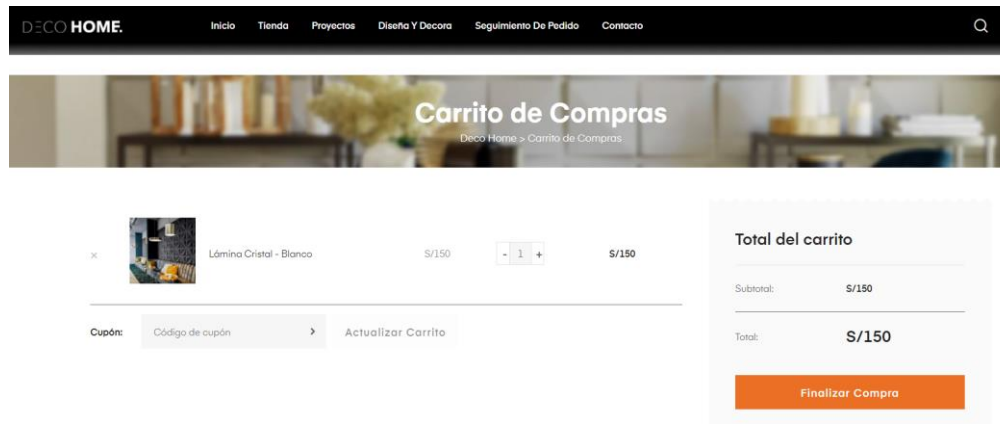 DECO HOME. Inicio Tienda Proyectos Diseña Y Decora Seguimiento De Pedido Contacto
Carrito de Compras
Deco Home > Carrito de Compras
× Lámina Cristal - Blanco S/150 - 1 + S/150
Cupón: Código de cupón > Actualizar Carrito
Total del carrito
Subtotal: S/150
Total: S/150
Finalizar Compra